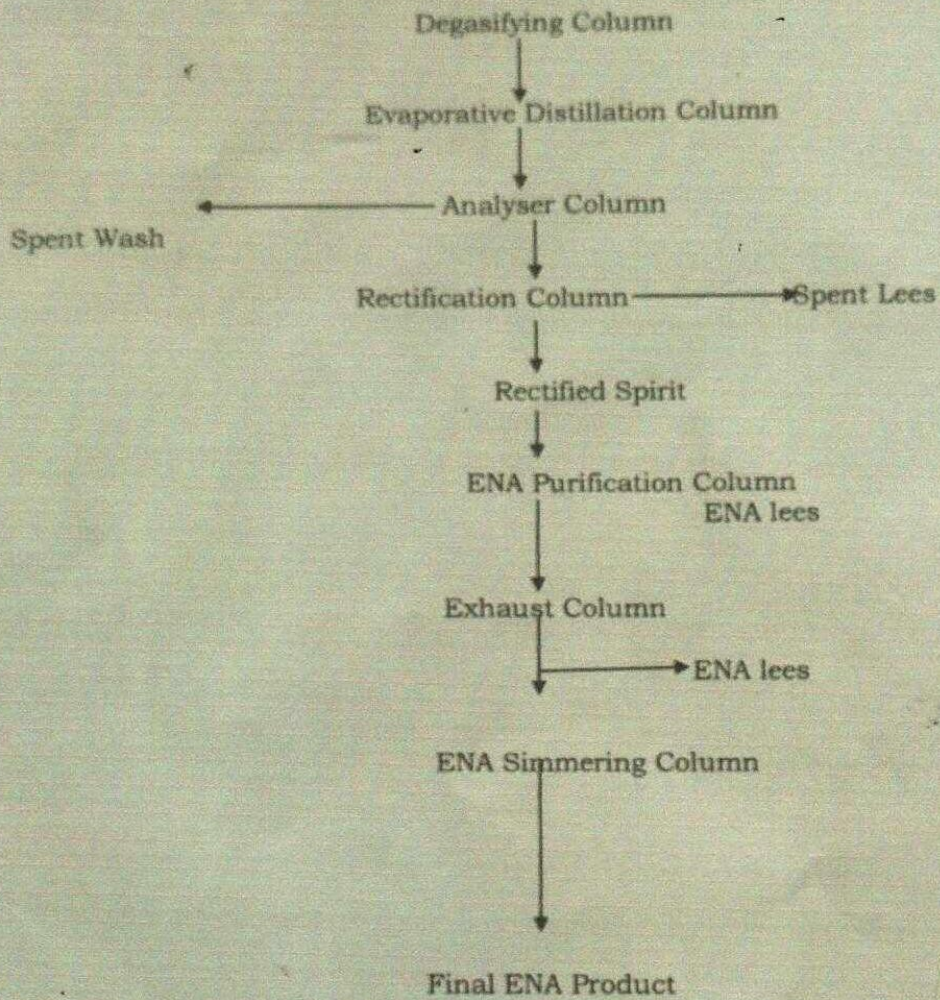 Degasifying Column
Evaporative Distillation Column
Analyser Column
Spent Wash
Rectification Column
Spent Lees
Rectified Spirit
ENA Purification Column
ENA lees
Exhaust Column
ENA lees
ENA Simmering Column
Final ENA Product